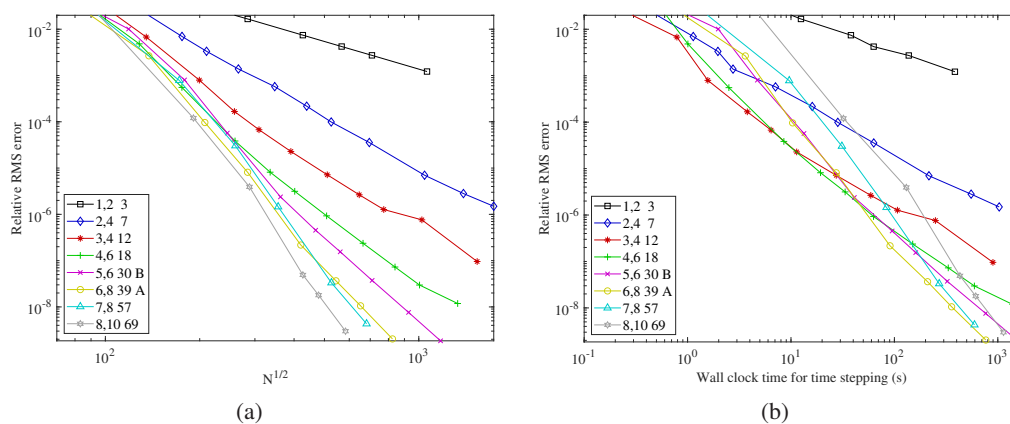 10^-2
10^-4
10^-6
10^-8
Relative RMS error
1,2 3
2,4 7
3,4 12
4,6 18
5,6 30 B
6,8 39 A
7,8 57
8,10 69
10^2
10^3
N^1/2
(a)
10^-2
10^-4
10^-6
10^-8
Relative RMS error
1,2 3
2,4 7
3,4 12
4,6 18
5,6 30 B
6,8 39 A
7,8 57
8,10 69
10^-1
10^0
10^1
10^2
10^3
Wall clock time for time stepping (s)
(b)